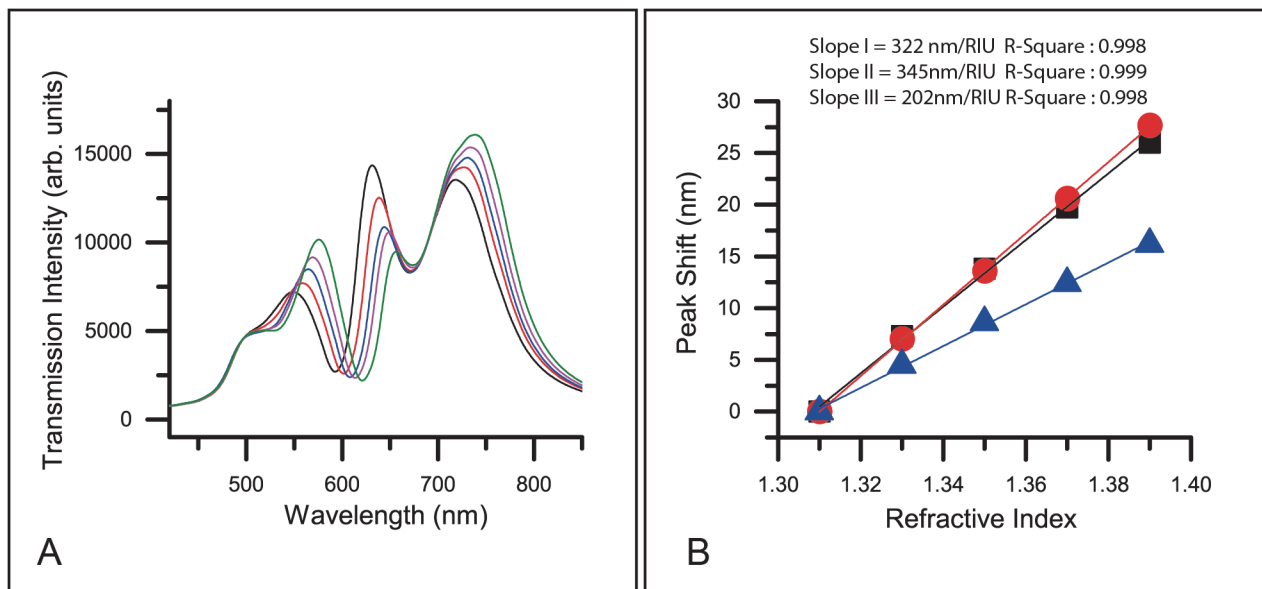 Transmission Intensity (arb. units)
15000
10000
5000
0
500 600 700 800
Wavelength (nm)
A
Slope I = 322 nm/RIU R-Square : 0.998
Slope II = 345nm/RIU R-Square : 0.999
Slope III = 202nm/RIU R-Square : 0.998
Peak Shift (nm)
30
25
20
15
10
5
0
1.30 1.32 1.34 1.36 1.38 1.40
Refractive Index
B